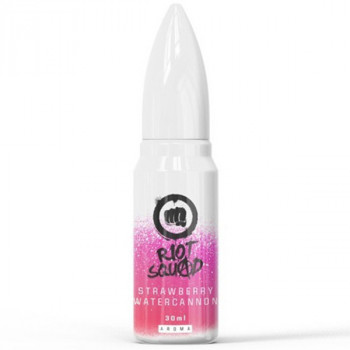 RIOT
SQUAD
STRAWBERRY
WATERCANNON
30ml
AROMA